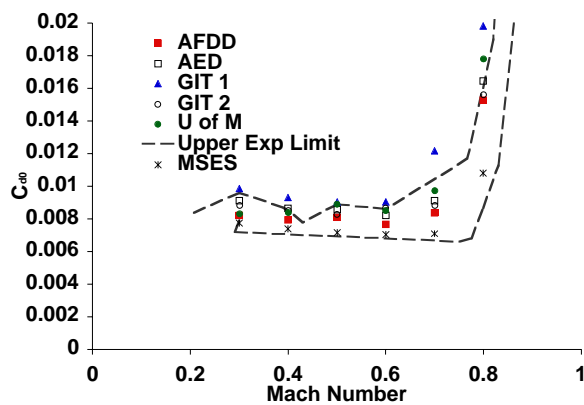 0.02
0.018
0.016
0.014
0.012
0.01
0.008
0.006
0.004
0.002
0
Cd0
AFDD
AED
GIT 1
GIT 2
U of M
Upper Exp Limit
MSES
0 0.2 0.4 0.6 0.8 1
Mach Number